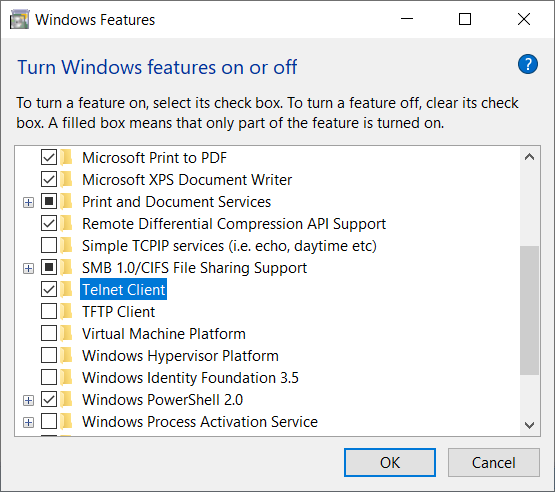 Windows Features
Turn Windows features on or off
To turn a feature on, select its check box. To turn a feature off, clear its check
box. A filled box means that only part of the feature is turned on.
Microsoft Print to PDF
Microsoft XPS Document Writer
Print and Document Services
Remote Differential Compression API Support
Simple TCPIP services (i.e. echo, daytime etc)
SMB 1.0/CIFS File Sharing Support
Telnet Client
TFTP Client
Virtual Machine Platform
Windows Hypervisor Platform
Windows Identity Foundation 3.5
Windows PowerShell 2.0
Windows Process Activation Service
OK
Cancel